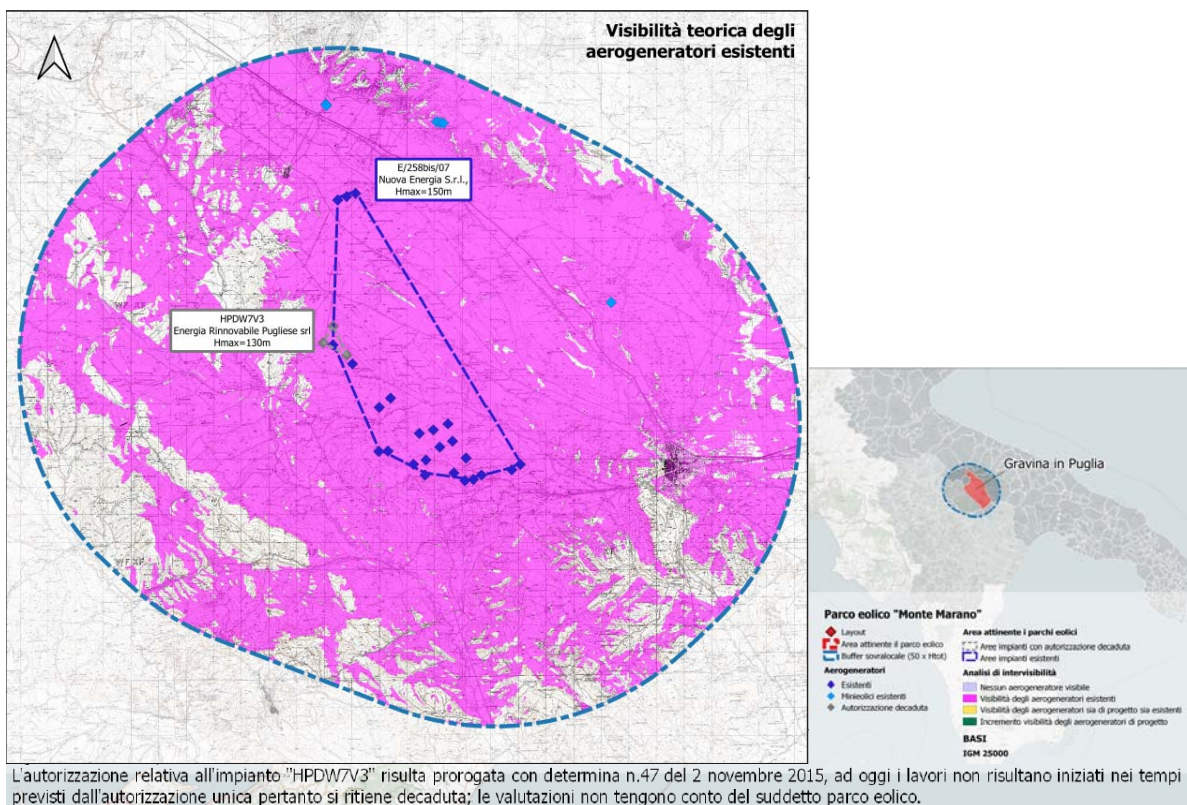 Visibilità teorica degli
aerogeneratori esistenti
E/258bis/07
Nuova Energia S.r.l.,
Hmax=150m
HPDW7V3
Energia Rinnovabile Pugliese srl
Hmax=130m
Gravina in Puglia
Parco eolico "Monte Marano"
Layout
Area attinente il parco eolico
Buffer sovralocale (50 x Htot)
Aerogeneratori
Esistenti
Minieolici esistenti
Autorizzazione decaduta
Area attinente i parchi eolici
Aree impianti con autorizzazione decaduta
Aree impianti esistenti
Analisi di intervisibilità
Nessun aerogeneratore visibile
Visibilità degli aerogeneratori esistenti
Visibilità degli aerogeneratori sia di progetto sia esistenti
Incremento visibilità degli aerogeneratori di progetto
BASI
IGM 25000
L'autorizzazione relativa all'impianto "HPDW7V3" risulta prorogata con determina n.47 del 2 novembre 2015, ad oggi i lavori non risultano iniziati nei tempi
previsti dall'autorizzazione unica pertanto si ritiene decaduta; le valutazioni non tengono conto del suddetto parco eolico.